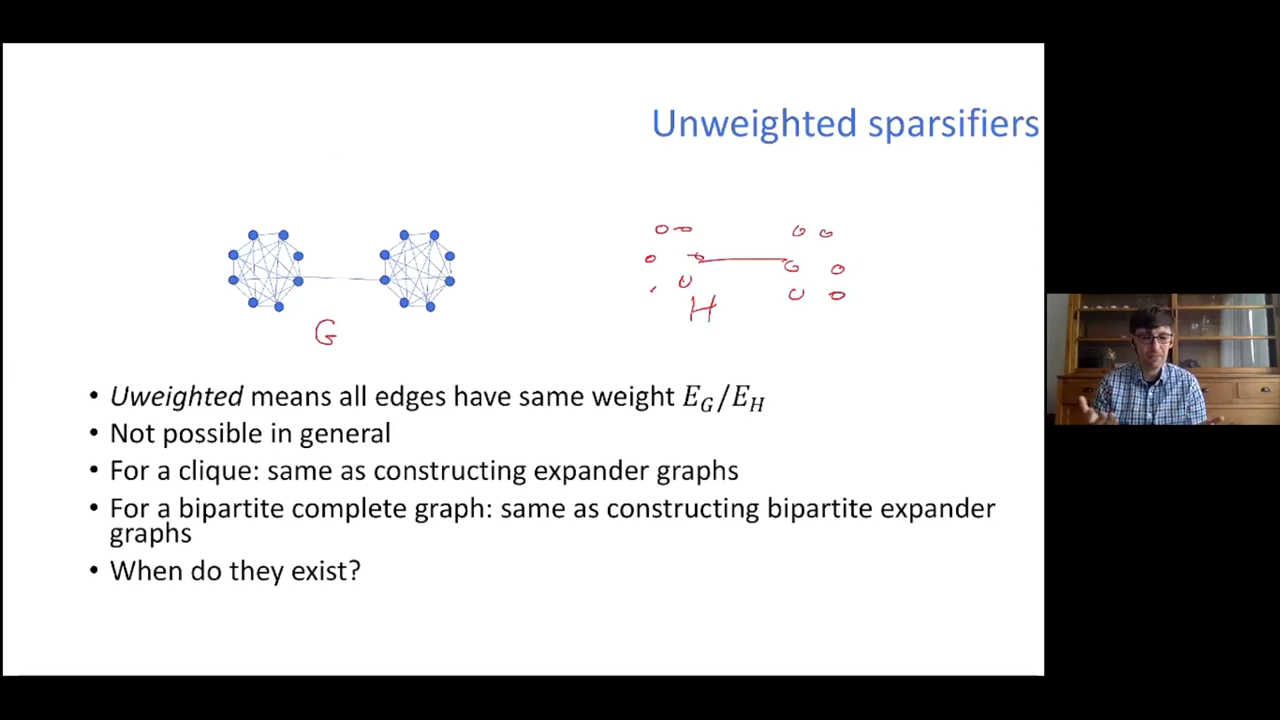 Unweighted sparsifiers
G
H
• Uweighted means all edges have same weight E_G/E_H
• Not possible in general
• For a clique: same as constructing expander graphs
• For a bipartite complete graph: same as constructing bipartite expander
graphs
• When do they exist?